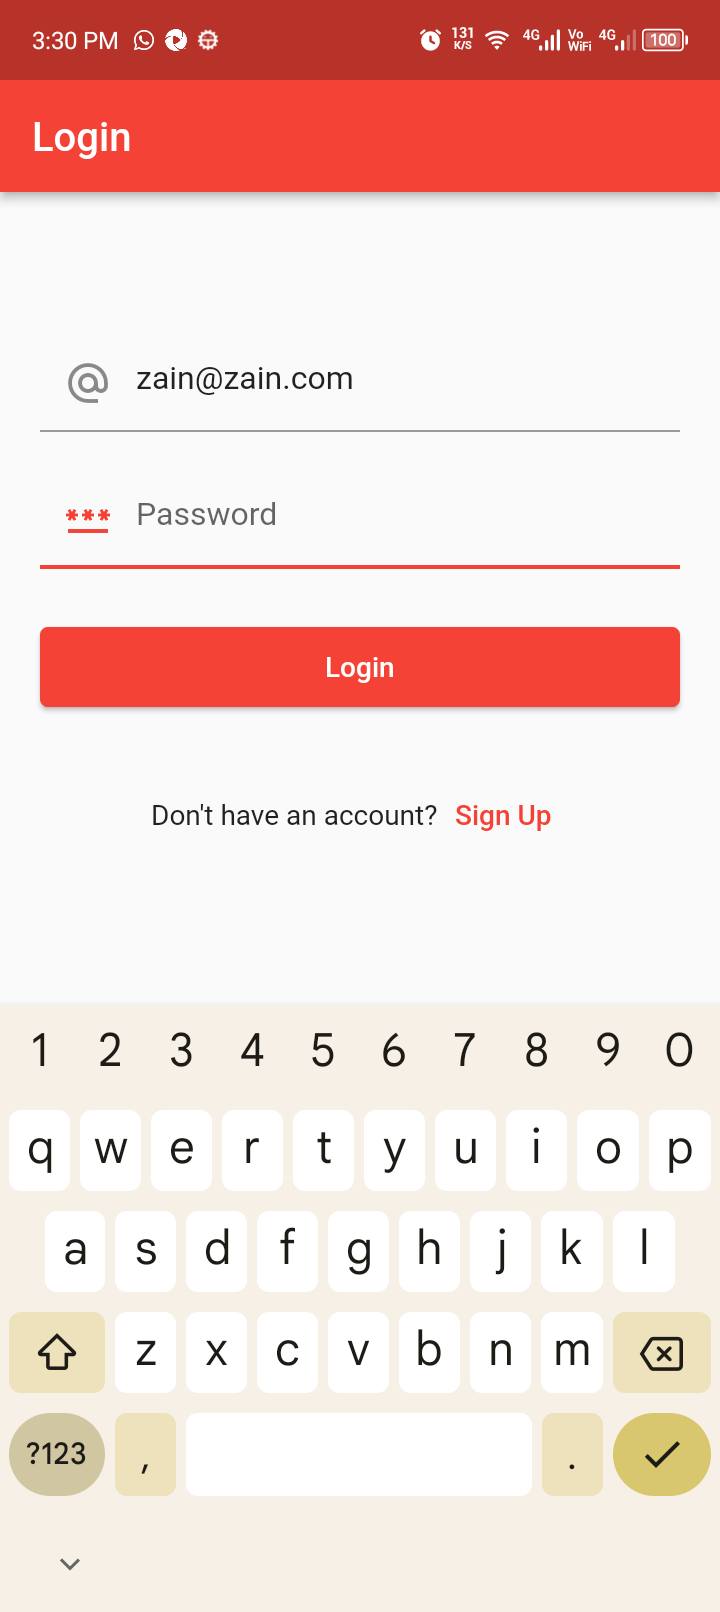 3:30 PM 131 K/S 4G Vo WiFi 4G 100
Login
zain@zain.com
*** Password
Login
Don't have an account? Sign Up
1 2 3 4 5 6 7 8 9 0
q w e r t y u i o p
a s d f g h j k l
z x c v b n m
?123 , .